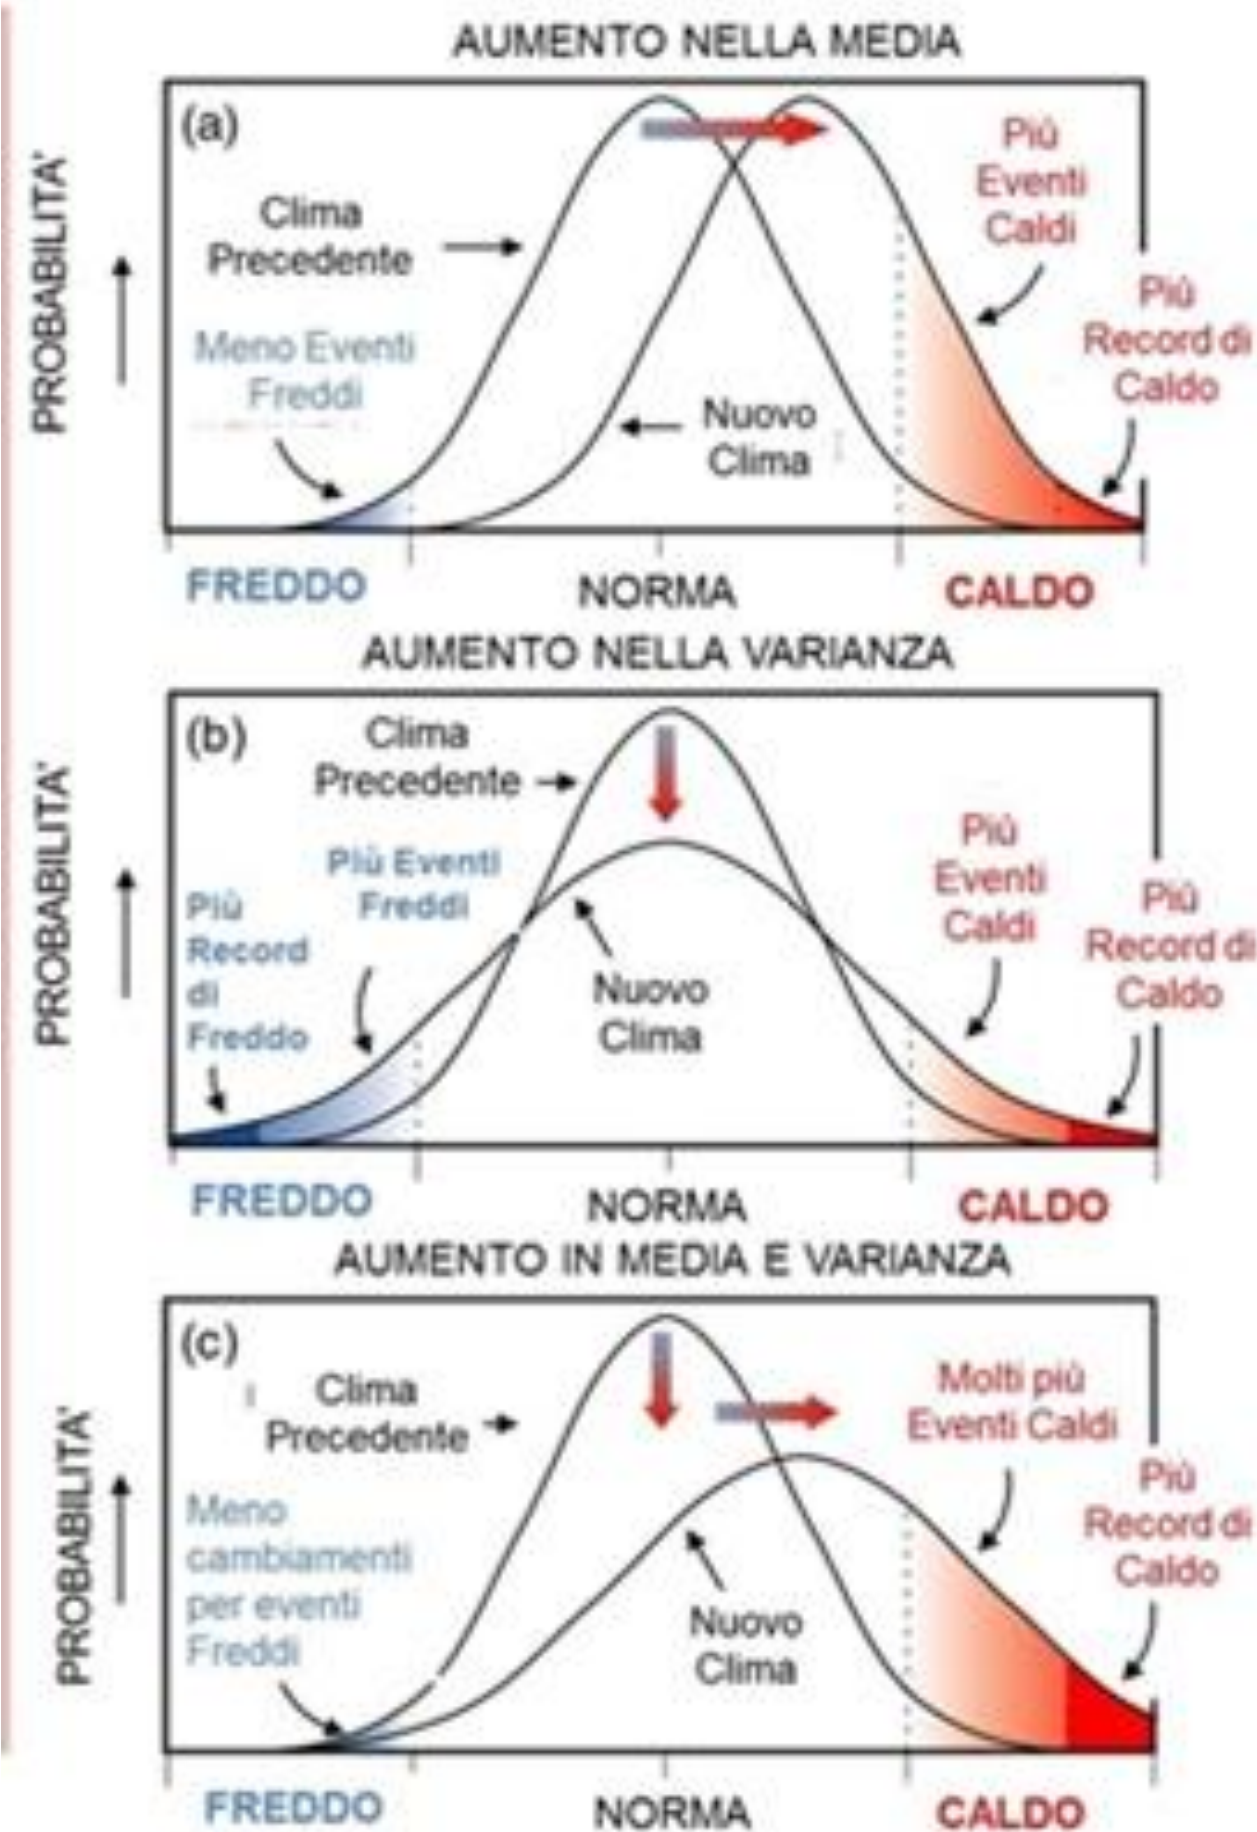 AUMENTO NELLA MEDIA
(a)
PROBABILITA'
Clima
Precedente
Meno Eventi
Freddi
Nuovo
Clima
Più
Eventi
Caldi
Più
Record di
Caldo
FREDDO
NORMA
CALDO
AUMENTO NELLA VARIANZA
(b)
PROBABILITA'
Clima
Precedente
Più Eventi
Freddi
Più
Record
di
Freddo
Nuovo
Clima
Più
Eventi
Caldi
Più
Record di
Caldo
FREDDO
NORMA
CALDO
AUMENTO IN MEDIA E VARIANZA
(c)
PROBABILITA'
Clima
Precedente
Meno
cambiamenti
per eventi
Freddi
Nuovo
Clima
Molti più
Eventi Caldi
Più
Record di
Caldo
FREDDO
NORMA
CALDO